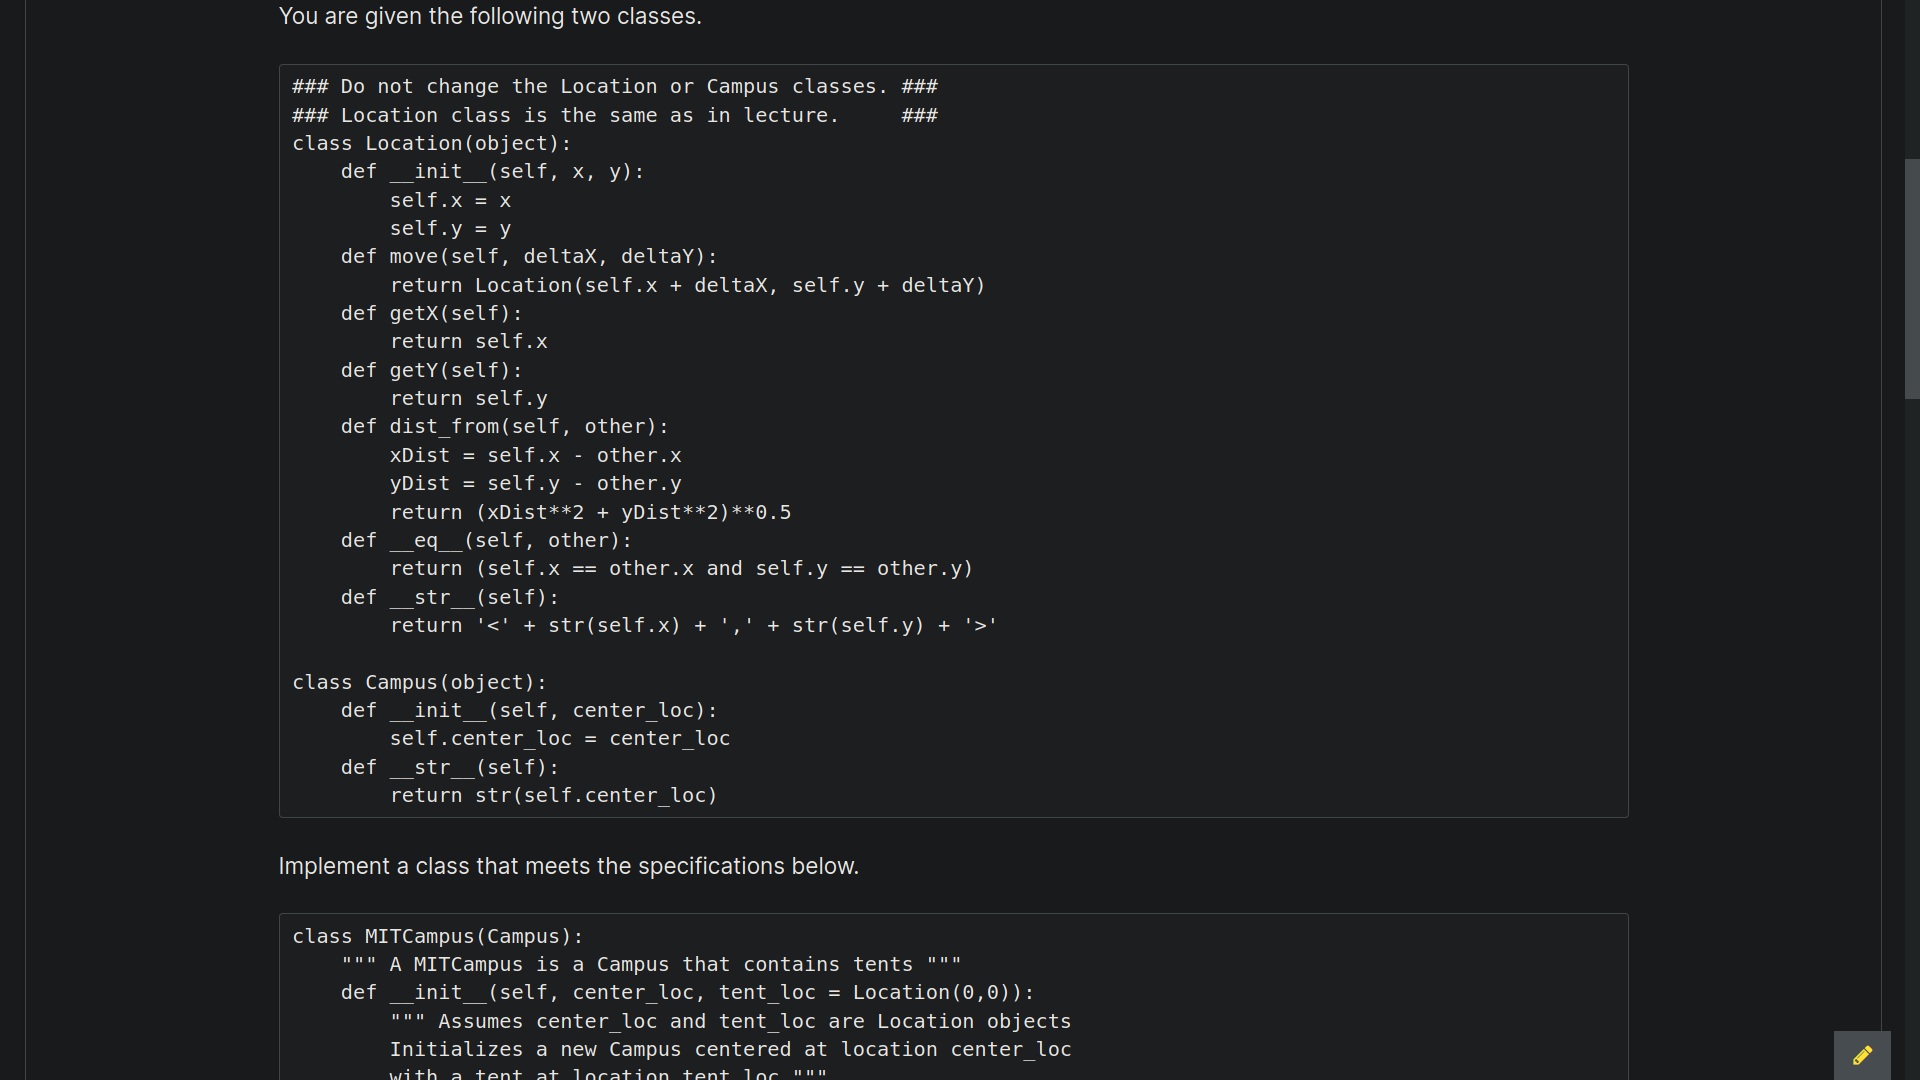 You are given the following two classes.
### Do not change the Location or Campus classes. ###
### Location class is the same as in lecture.     ###
class Location(object):
    def __init__(self, x, y):
        self.x = x
        self.y = y
    def move(self, deltaX, deltaY):
        return Location(self.x + deltaX, self.y + deltaY)
    def getX(self):
        return self.x
    def getY(self):
        return self.y
    def dist_from(self, other):
        xDist = self.x - other.x
        yDist = self.y - other.y
        return (xDist**2 + yDist**2)**0.5
    def __eq__(self, other):
        return (self.x == other.x and self.y == other.y)
    def __str__(self):
        return '<' + str(self.x) + ',' + str(self.y) + '>'

class Campus(object):
    def __init__(self, center_loc):
        self.center_loc = center_loc
    def __str__(self):
        return str(self.center_loc)
Implement a class that meets the specifications below.
class MITCampus(Campus):
    """ A MITCampus is a Campus that contains tents """
    def __init__(self, center_loc, tent_loc = Location(0,0)):
        """ Assumes center_loc and tent_loc are Location objects
        Initializes a new Campus centered at location center_loc
        with a tent at location tent_loc """